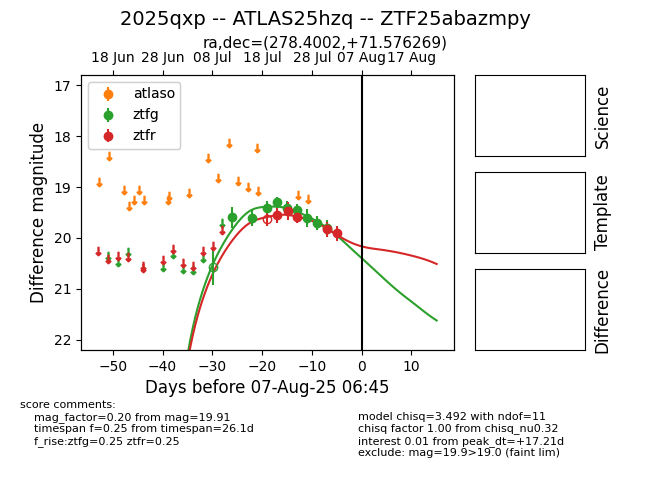 2025qxp -- ATLAS25hzq -- ZTF25abazmpy
ra,dec=(278.4002,+71.576269)
18 Jun 28 Jun 08 Jul 18 Jul 28 Jul 07 Aug 17 Aug
atlaso
ztfg
ztfr
17
18
19
20
21
22
Difference magnitude
−50 −40 −30 −20 −10 0 10
Days before 07-Aug-25 06:45
Science
Template
Difference
score comments:
mag_factor=0.20 from mag=19.91
timespan f=0.25 from timespan=26.1d
f_rise:ztfg=0.25 ztfr=0.25
model chisq=3.492 with ndof=11
chisq factor 1.00 from chisq_nu0.32
interest 0.01 from peak_dt=+17.21d
exclude: mag=19.9>19.0 (faint lim)